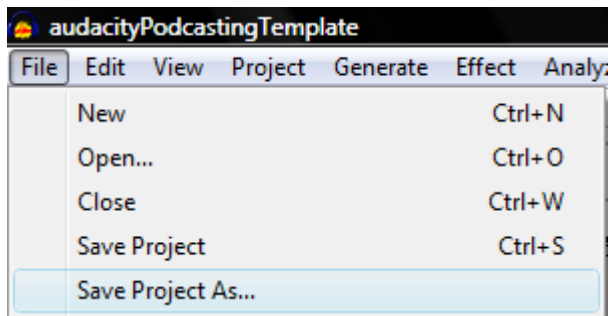 audacityPodcastingTemplate
File Edit View Project Generate Effect
New Ctrl+N
Open... Ctrl+O
Close Ctrl+W
Save Project Ctrl+S
Save Project As...